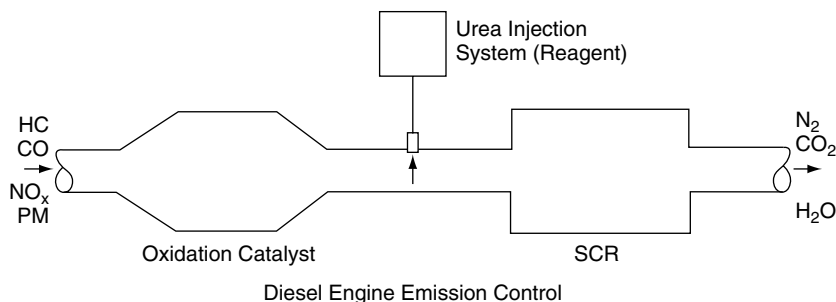 Urea Injection
System (Reagent)
HC
CO
NOₓ
PM
N₂
CO₂
H₂O
Oxidation Catalyst
SCR
Diesel Engine Emission Control